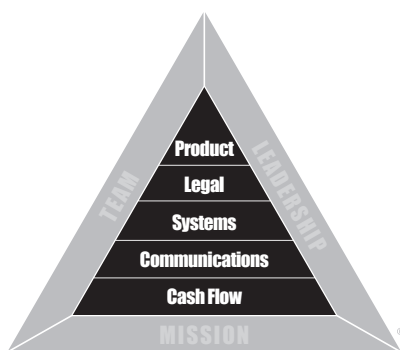 Product
LEADERSHIP
Legal
TEAM
Systems
Communications
Cash Flow
MISSION